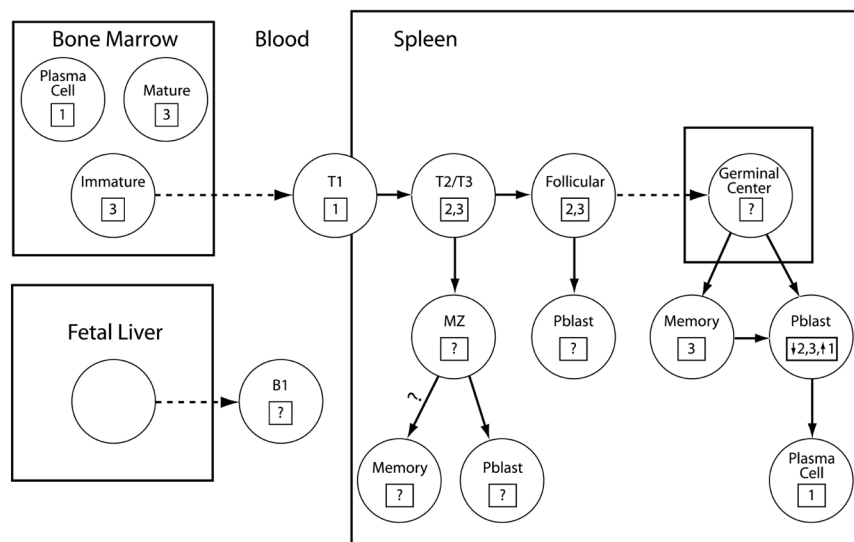 Bone Marrow
Blood
Spleen
Plasma
Cell
1
Mature
3
Immature
3
T1
1
T2/T3
2,3
Follicular
2,3
Germinal
Center
?
Fetal Liver
B1
?
MZ
?
Pblast
?
Memory
3
Pblast
↓2,3,↑1
?
Memory
?
Pblast
?
Plasma
Cell
1